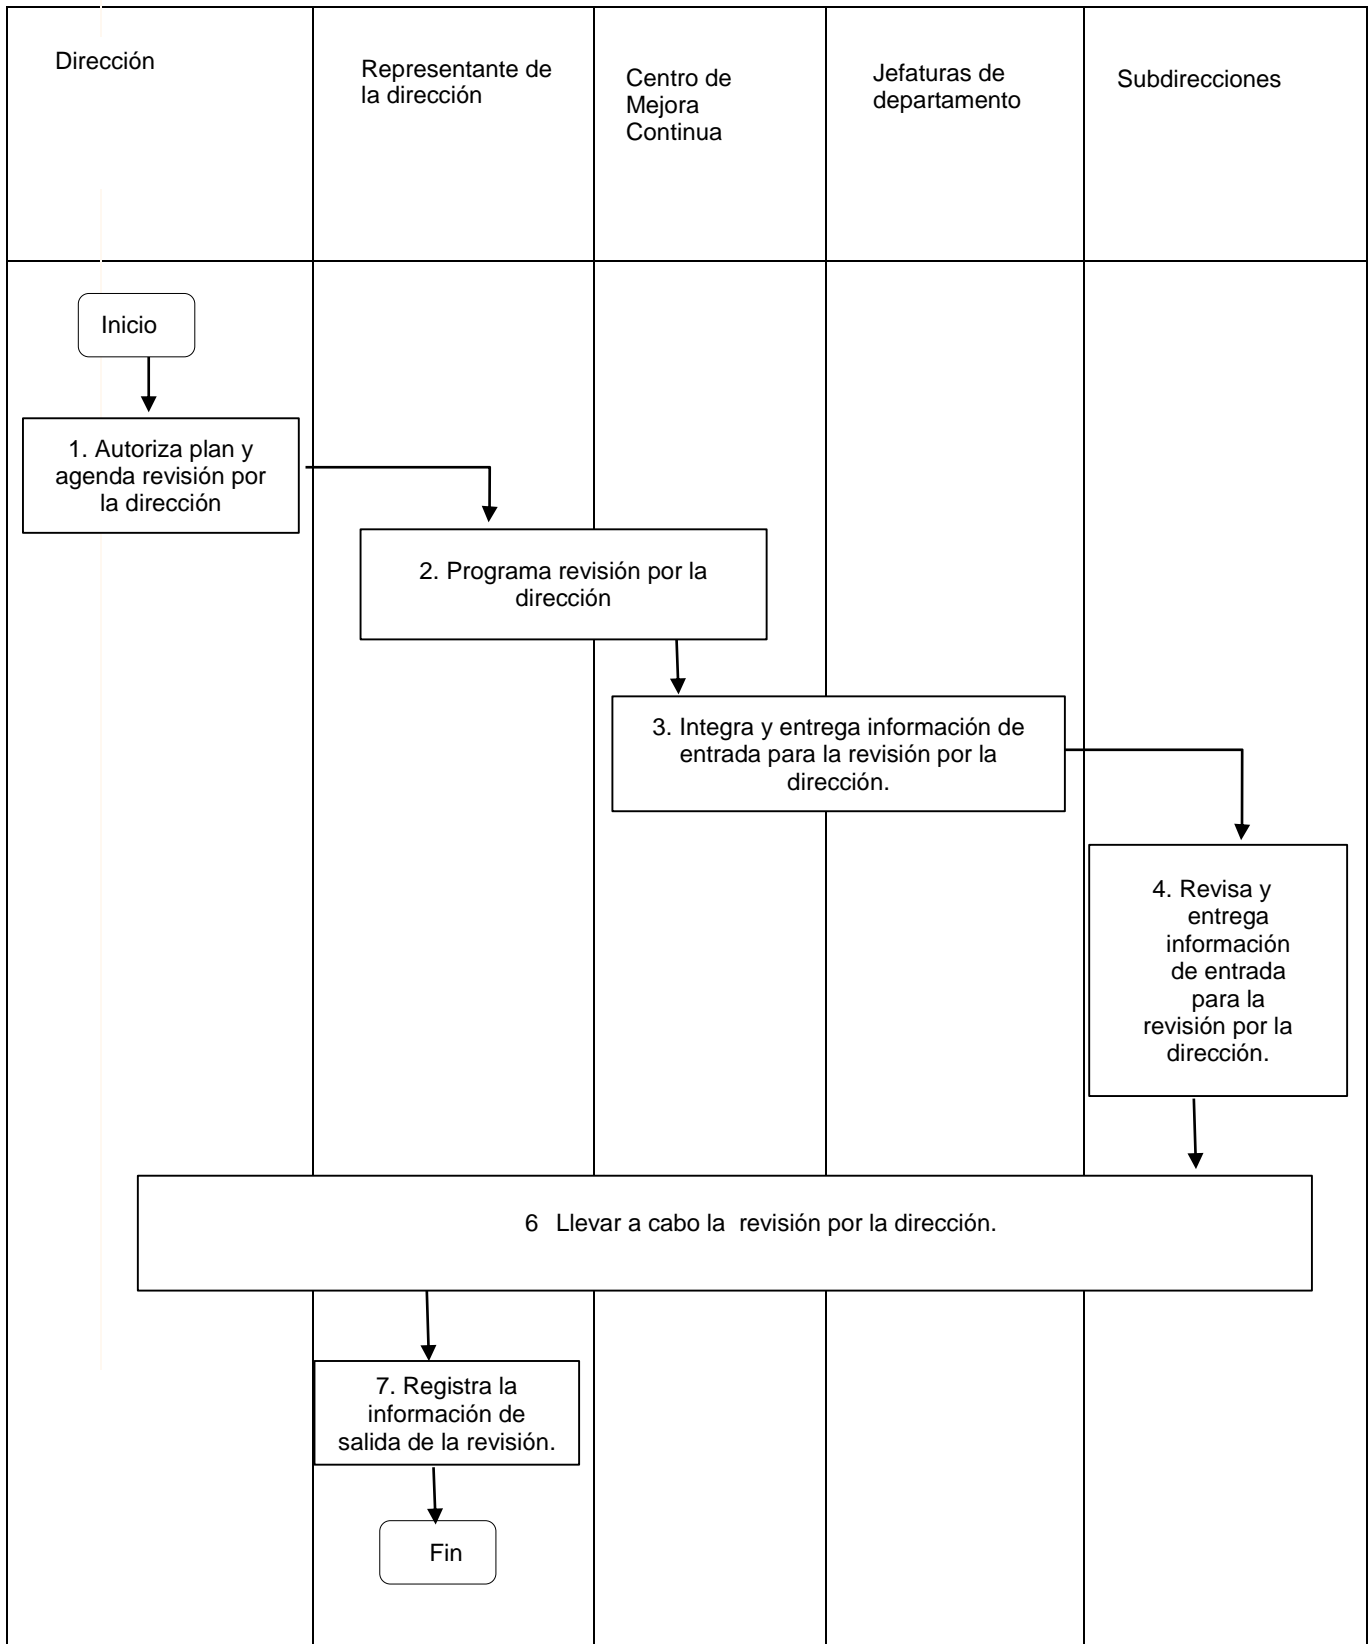 Dirección
Representante de
la dirección
Centro de
Mejora
Continua
Jefaturas de
departamento
Subdirecciones
Inicio
1. Autoriza plan y
agenda revisión por
la dirección
2. Programa revisión por la
dirección
3. Integra y entrega información de
entrada para la revisión por la
dirección.
4. Revisa y
entrega
información
de entrada
para la
revisión por la
dirección.
6 Llevar a cabo la revisión por la dirección.
7. Registra la
información de
salida de la revisión.
Fin